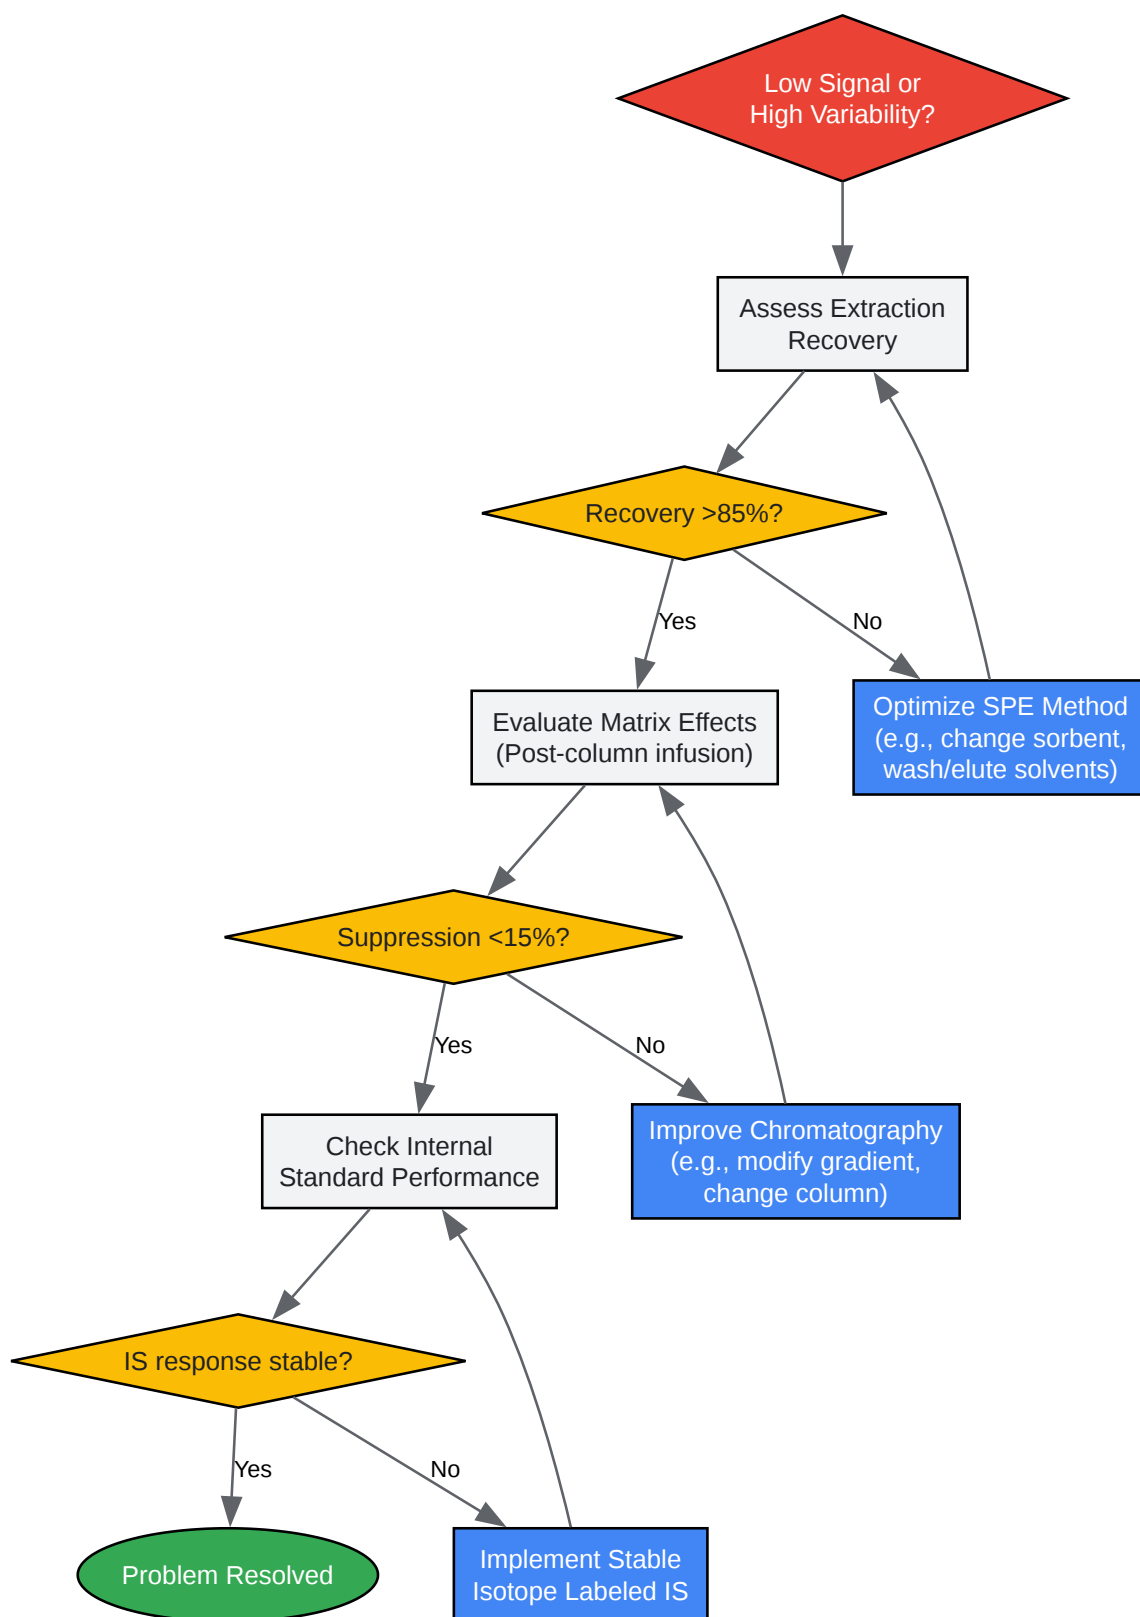 Low Signal or
High Variability?
Assess Extraction
Recovery
Recovery >85%?
Yes
No
Optimize SPE Method
(e.g., change sorbent,
wash/elute solvents)
Evaluate Matrix Effects
(Post-column infusion)
Suppression <15%?
Yes
No
Improve Chromatography
(e.g., modify gradient,
change column)
Check Internal
Standard Performance
IS response stable?
Yes
No
Problem Resolved
Implement Stable
Isotope Labeled IS